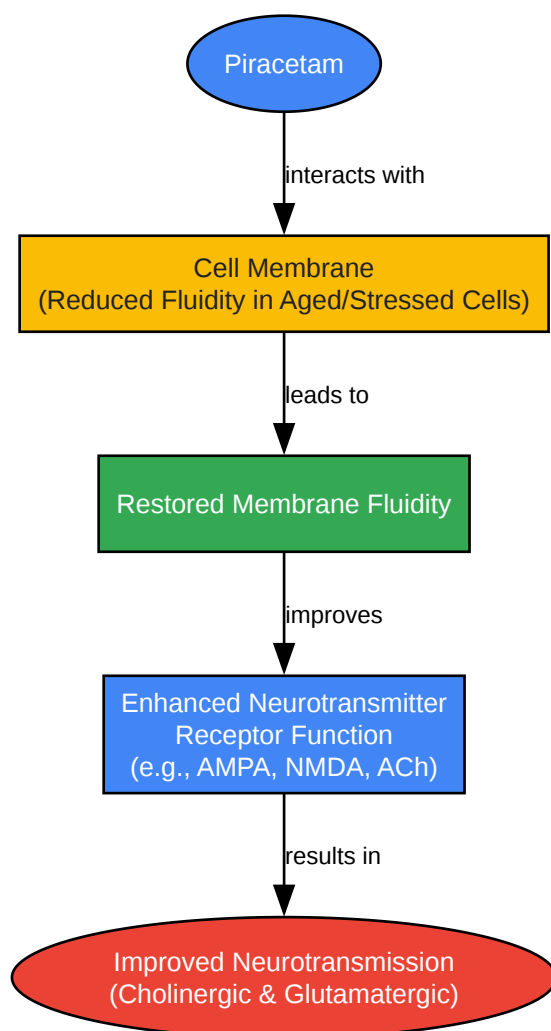 Piracetam
interacts with
Cell Membrane
(Reduced Fluidity in Aged/Stressed Cells)
leads to
Restored Membrane Fluidity
improves
Enhanced Neurotransmitter
Receptor Function
(e.g., AMPA, NMDA, ACh)
results in
Improved Neurotransmission
(Cholinergic & Glutamatergic)